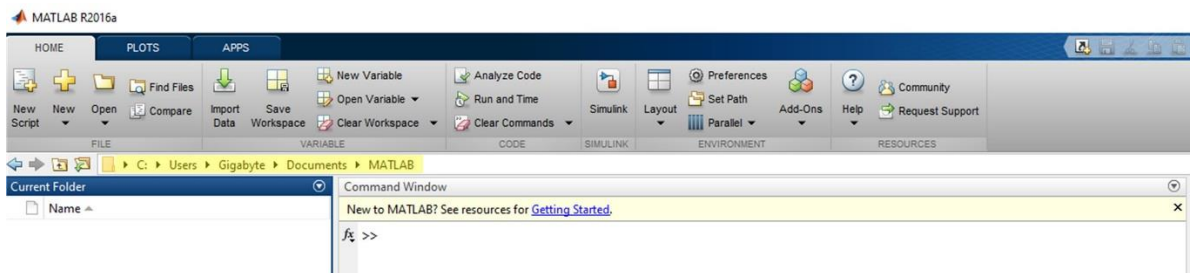 MATLAB R2016a
HOME PLOTS APPS
New Script
New
Open
Find Files
Compare
FILE
Import Data
Save Workspace
New Variable
Open Variable
Clear Workspace
VARIABLE
Analyze Code
Run and Time
Clear Commands
CODE
Simulink
SIMULINK
Layout
Preferences
Set Path
Parallel
Add-Ons
ENVIRONMENT
? Help
Community
Request Support
RESOURCES
C: Users Gigabyte Documents MATLAB
Current Folder
Name
Command Window
New to MATLAB? See resources for Getting Started.
fx >>